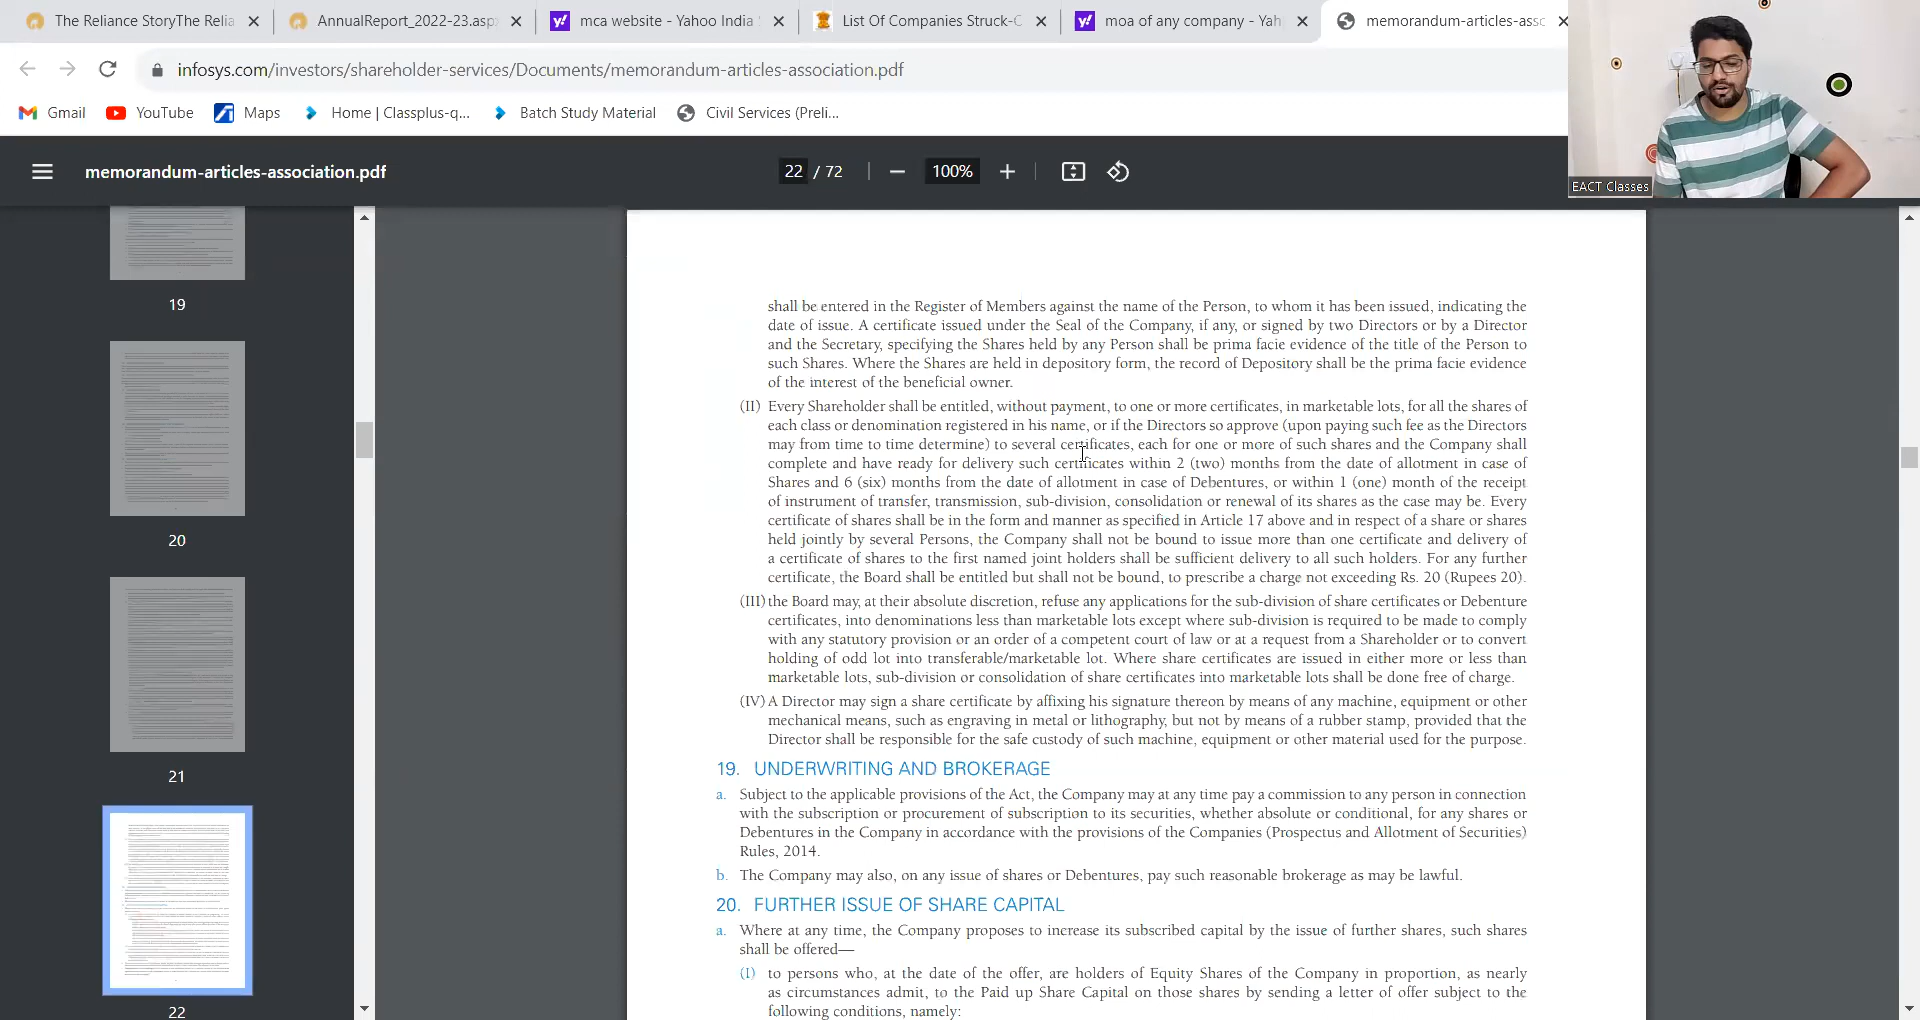 The Reliance StoryThe Relia
AnnualReport_2022-23.asp
mca website - Yahoo India
List Of Companies Struck-C
moa of any company - Yah
memorandum-articles-asso
infosys.com/investors/shareholder-services/Documents/memorandum-articles-association.pdf
Gmail YouTube Maps Home | Classplus-q... Batch Study Material Civil Services (Preli...
memorandum-articles-association.pdf
22 / 72
100%
EACT Classes
19
20
21
22
shall be entered in the Register of Members against the name of the Person, to whom it has been issued, indicating the
date of issue. A certificate issued under the Seal of the Company, if any, or signed by two Directors or by a Director
and the Secretary, specifying the Shares held by any Person shall be prima facie evidence of the title of the Person to
such Shares. Where the Shares are held in depository form, the record of Depository shall be the prima facie evidence
of the interest of the beneficial owner.
(II) Every Shareholder shall be entitled, without payment, to one or more certificates, in marketable lots, for all the shares of
each class or denomination registered in his name, or if the Directors so approve (upon paying such fee as the Directors
may from time to time determine) to several certificates, each for one or more of such shares and the Company shall
complete and have ready for delivery such certificates within 2 (two) months from the date of allotment in case of
Shares and 6 (six) months from the date of allotment in case of Debentures, or within 1 (one) month of the receipt
of instrument of transfer, transmission, sub-division, consolidation or renewal of its shares as the case may be. Every
certificate of shares shall be in the form and manner as specified in Article 17 above and in respect of a share or shares
held jointly by several Persons, the Company shall not be bound to issue more than one certificate and delivery of
a certificate of shares to the first named joint holders shall be sufficient delivery to all such holders. For any further
certificate, the Board shall be entitled but shall not be bound, to prescribe a charge not exceeding Rs. 20 (Rupees 20).
(III) the Board may, at their absolute discretion, refuse any applications for the sub-division of share certificates or Debenture
certificates, into denominations less than marketable lots except where sub-division is required to be made to comply
with any statutory provision or an order of a competent court of law or at a request from a Shareholder or to convert
holding of odd lot into transferable/marketable lot. Where share certificates are issued in either more or less than
marketable lots, sub-division or consolidation of share certificates into marketable lots shall be done free of charge.
(IV) A Director may sign a share certificate by affixing his signature thereon by means of any machine, equipment or other
mechanical means, such as engraving in metal or lithography, but not by means of a rubber stamp, provided that the
Director shall be responsible for the safe custody of such machine, equipment or other material used for the purpose.
19. UNDERWRITING AND BROKERAGE
a. Subject to the applicable provisions of the Act, the Company may at any time pay a commission to any person in connection
with the subscription or procurement of subscription to its securities, whether absolute or conditional, for any shares or
Debentures in the Company in accordance with the provisions of the Companies (Prospectus and Allotment of Securities)
Rules, 2014.
b. The Company may also, on any issue of shares or Debentures, pay such reasonable brokerage as may be lawful.
20. FURTHER ISSUE OF SHARE CAPITAL
a. Where at any time, the Company proposes to increase its subscribed capital by the issue of further shares, such shares
shall be offered—
(I) to persons who, at the date of the offer, are holders of Equity Shares of the Company in proportion, as nearly
as circumstances admit, to the Paid up Share Capital on those shares by sending a letter of offer subject to the
following conditions, namely: